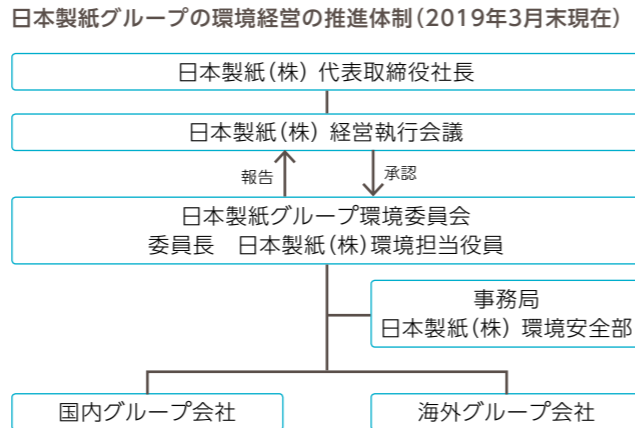 日本製紙グループの環境経営の推進体制(2019年3月末現在)
日本製紙(株) 代表取締役社長
日本製紙(株) 経営執行会議
報告
承認
日本製紙グループ環境委員会
委員長　日本製紙(株)環境担当役員
事務局
日本製紙(株) 環境安全部
国内グループ会社
海外グループ会社